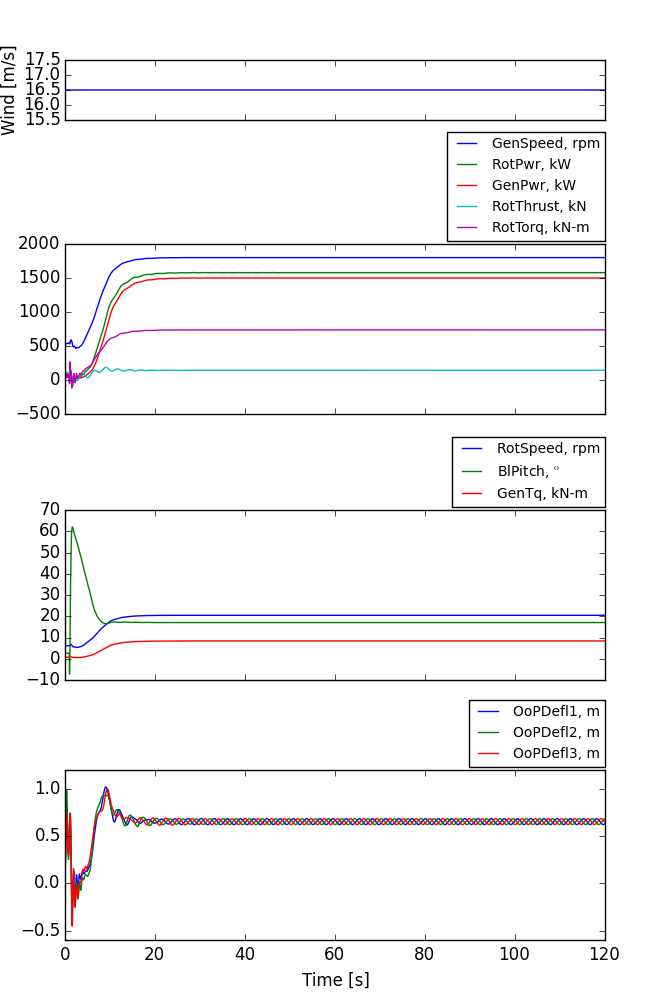 Wind [m/s]
17.5
17.0
16.5
16.0
15.5
GenSpeed, rpm
RotPwr, kW
GenPwr, kW
RotThrust, kN
RotTorq, kN-m
2000
1500
1000
500
0
−500
RotSpeed, rpm
BlPitch, °
GenTq, kN-m
70
60
50
40
30
20
10
0
−10
OoPDefl1, m
OoPDefl2, m
OoPDefl3, m
1.0
0.5
0.0
−0.5
0 20 40 60 80 100 120
Time [s]